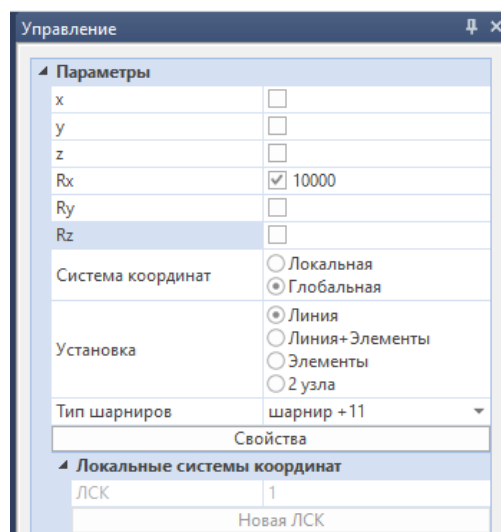 Управление
Параметры
x
y
z
Rx 10000
Ry
Rz
Система координат
Локальная
Глобальная
Установка
Линия
Линия+Элементы
Элементы
2 узла
Тип шарниров шарнир +11
Свойства
Локальные системы координат
ЛСК 1
Новая ЛСК